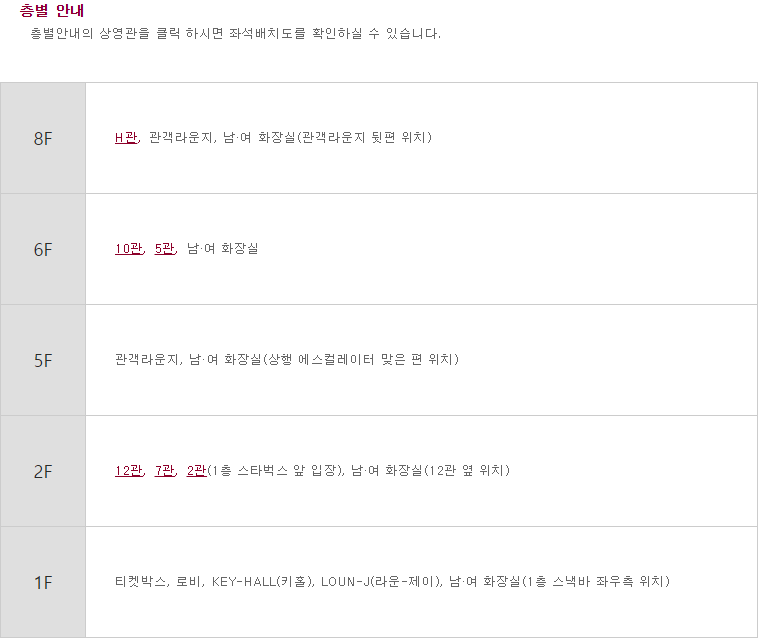 층별 안내
층별안내의 상영관을 클릭 하시면 좌석배치도를 확인하실 수 있습니다.
8F
H관, 관객라운지, 남·여 화장실(관객라운지 뒷편 위치)
6F
10관, 5관, 남·여 화장실
5F
관객라운지, 남·여 화장실(상행 에스컬레이터 맞은 편 위치)
2F
12관, 7관, 2관(1층 스타벅스 앞 입장), 남·여 화장실(12관 옆 위치)
1F
티켓박스, 로비, KEY-HALL(키홀), LOUN-J(라운-제이), 남·여 화장실(1층 스낵바 좌우측 위치)